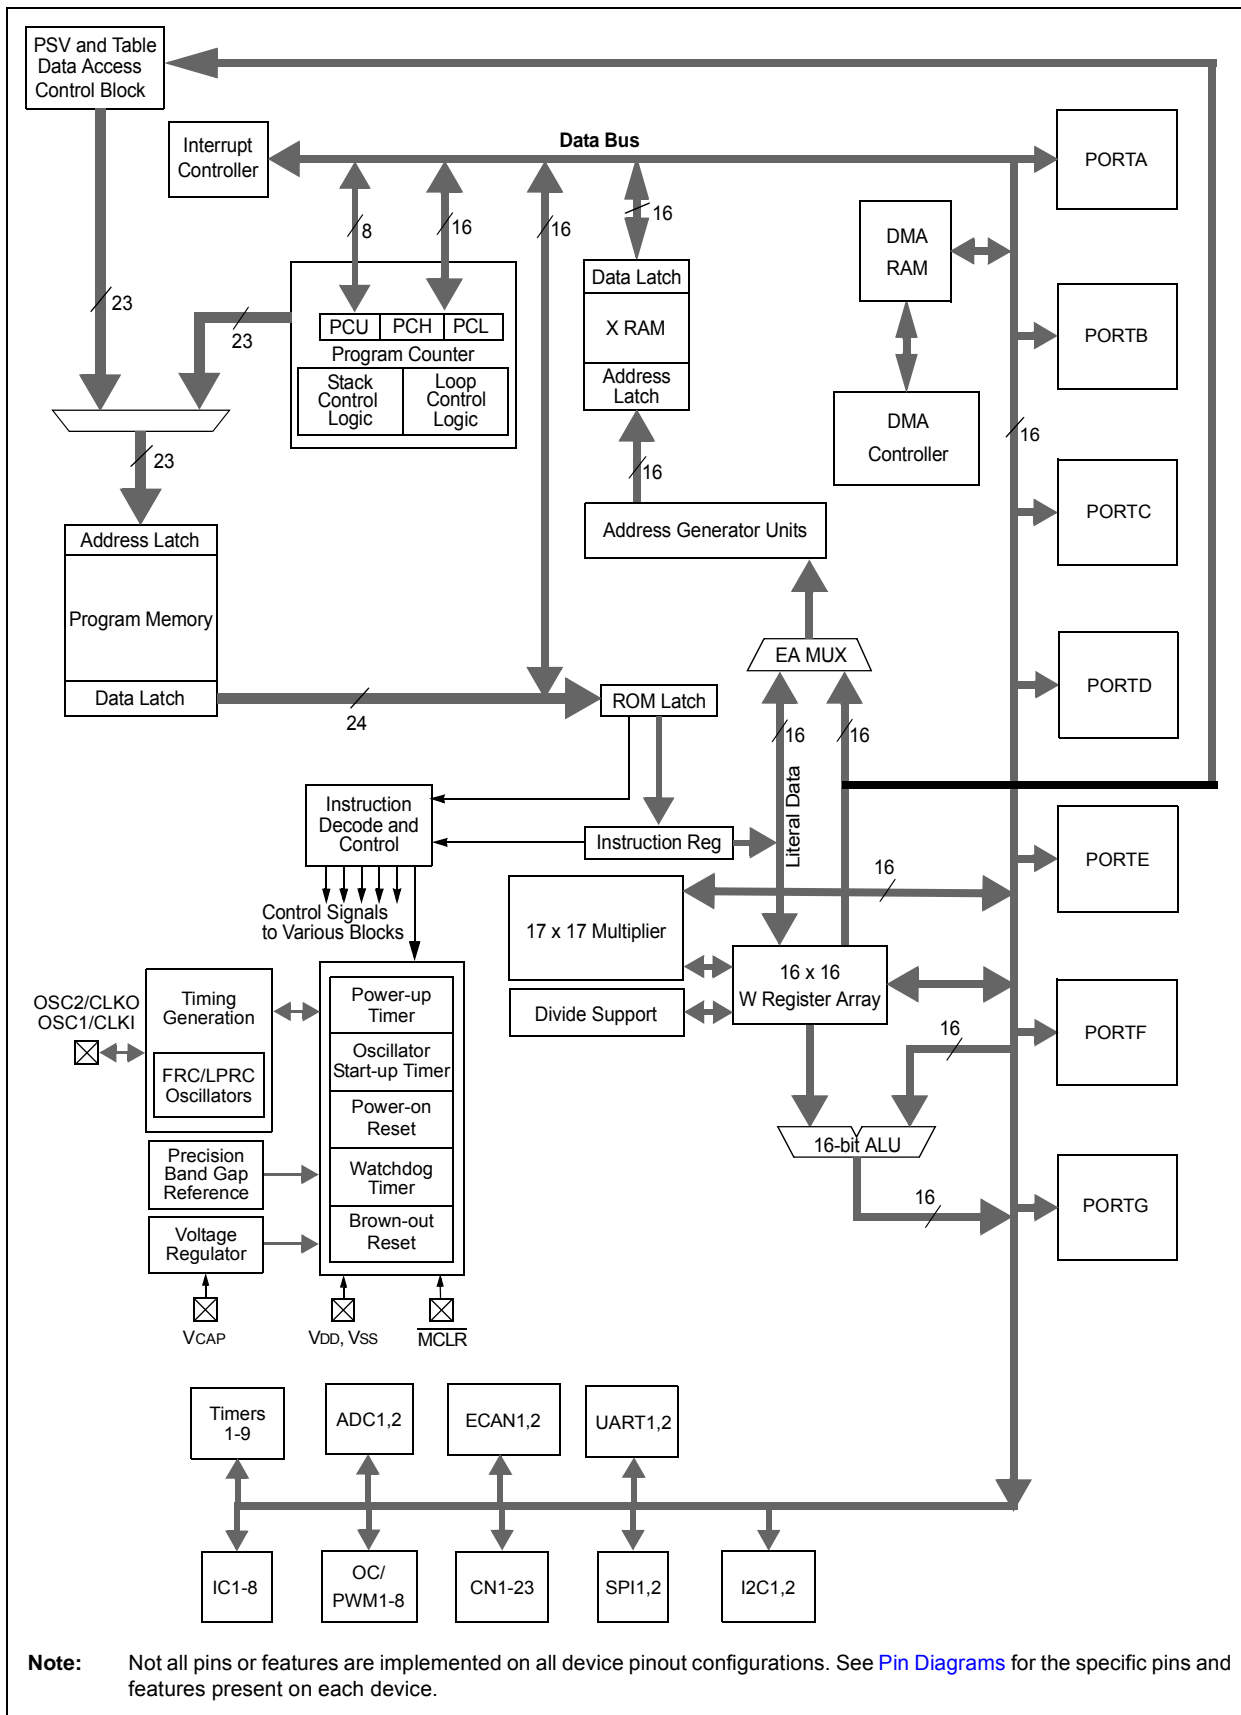 PSV and Table
Data Access
Control Block
Interrupt
Controller
Data Bus
PORTA
8
16
16
16
DMA
RAM
Data Latch
X RAM
Address
Latch
23
23
PCU
PCH
PCL
Program Counter
Stack
Control
Logic
Loop
Control
Logic
PORTB
DMA
Controller
16
23
16
PORTC
Address Generator Units
Address Latch
Program Memory
Data Latch
24
ROM Latch
EA MUX
16
16
PORTD
Literal Data
Instruction
Decode and
Control
Instruction Reg
PORTE
16
Control Signals
to Various Blocks
17 x 17 Multiplier
16 x 16
W Register Array
Divide Support
OSC2/CLKO
OSC1/CLKI
Timing
Generation
FRC/LPRC
Oscillators
Power-up
Timer
Oscillator
Start-up Timer
Power-on
Reset
Watchdog
Timer
Brown-out
Reset
16
PORTF
16-bit ALU
Precision
Band Gap
Reference
Voltage
Regulator
16
PORTG
VCAP
VDD, VSS
MCLR
Timers
1-9
ADC1,2
ECAN1,2
UART1,2
IC1-8
OC/
PWM1-8
CN1-23
SPI1,2
I2C1,2
Note: Not all pins or features are implemented on all device pinout configurations. See Pin Diagrams for the specific pins and
features present on each device.